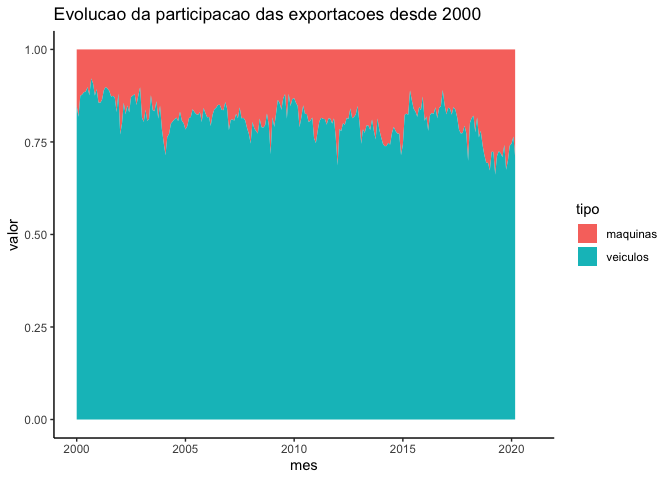 Evolucao da participacao das exportacoes desde 2000
valor
1.00
0.75
0.50
0.25
0.00
2000 2005 2010 2015 2020
mes
tipo
maquinas
veiculos